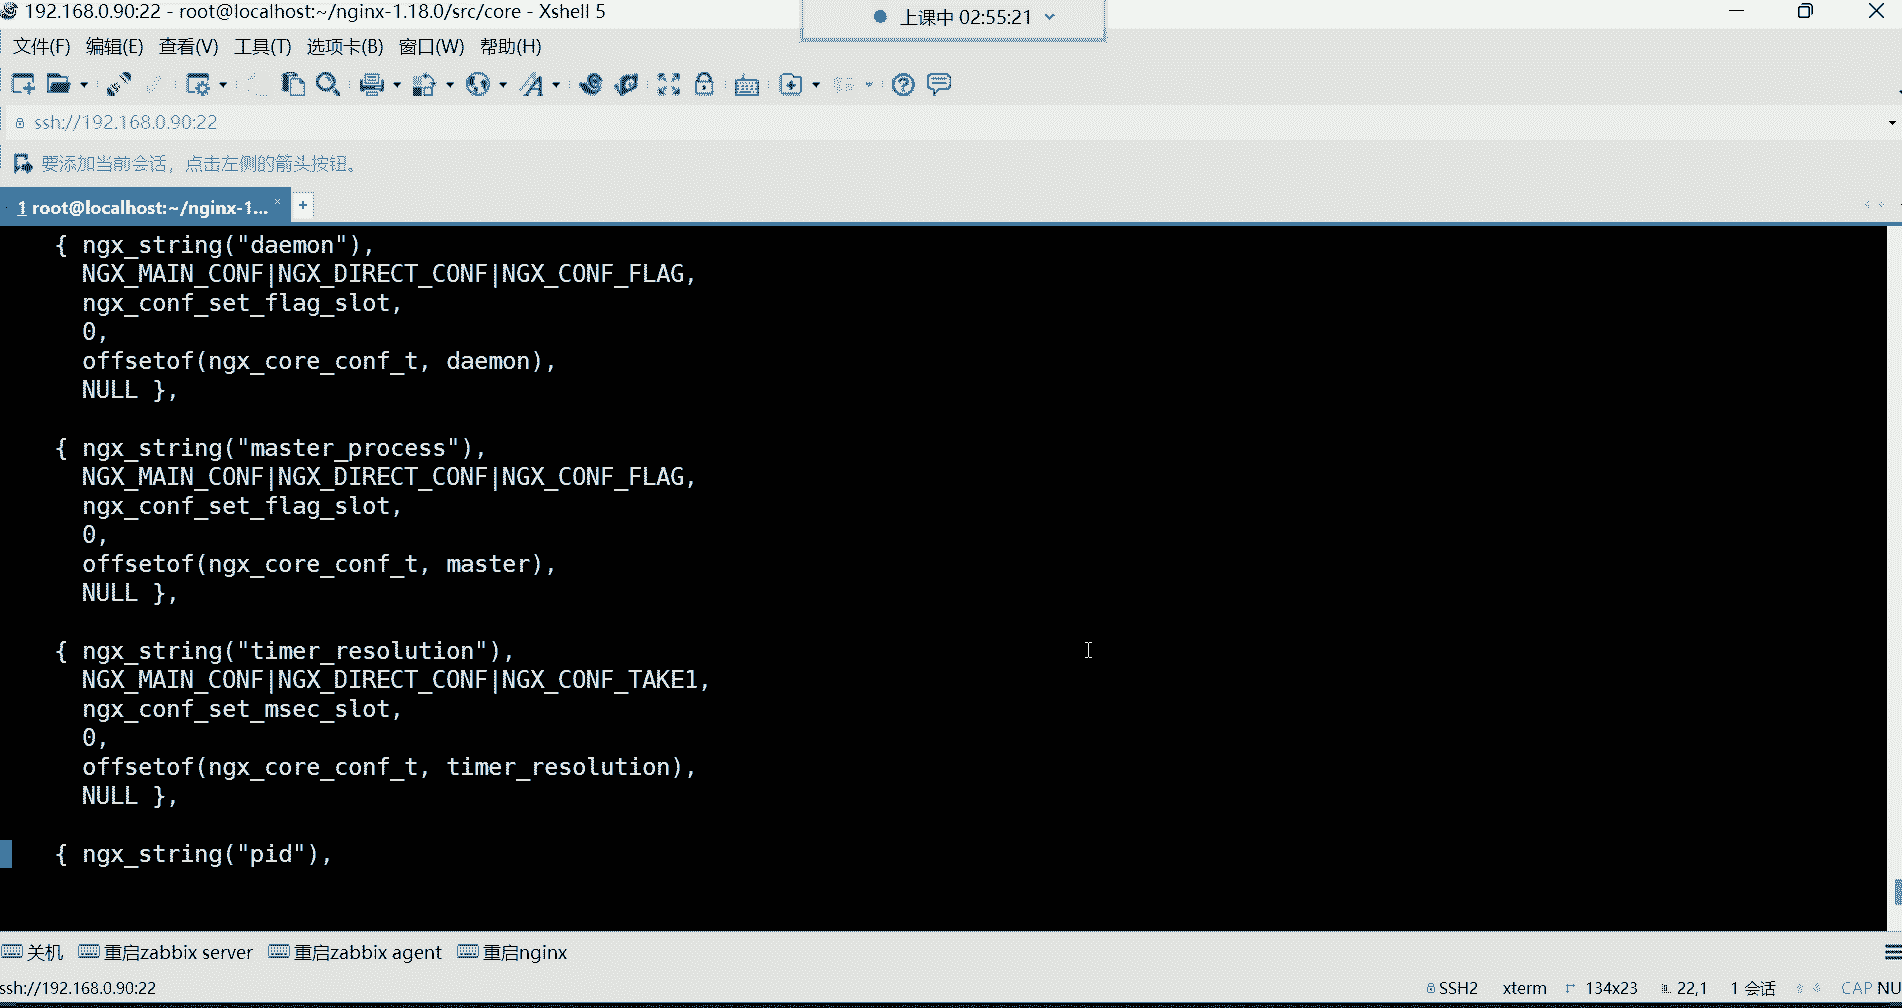 192.168.0.90:22 - root@localhost:~/nginx-1.18.0/src/core - Xshell 5
上课中 02:55:21
文件(F) 编辑(E) 查看(V) 工具(T) 选项卡(B) 窗口(W) 帮助(H)
ssh://192.168.0.90:22
要添加当前会话，点击左侧的箭头按钮。
1 root@localhost:~/nginx-1... × +
{ ngx_string("daemon"),
NGX_MAIN_CONF|NGX_DIRECT_CONF|NGX_CONF_FLAG,
ngx_conf_set_flag_slot,
0,
offsetof(ngx_core_conf_t, daemon),
NULL },
{ ngx_string("master_process"),
NGX_MAIN_CONF|NGX_DIRECT_CONF|NGX_CONF_FLAG,
ngx_conf_set_flag_slot,
0,
offsetof(ngx_core_conf_t, master),
NULL },
{ ngx_string("timer_resolution"),
NGX_MAIN_CONF|NGX_DIRECT_CONF|NGX_CONF_TAKE1,
ngx_conf_set_msec_slot,
0,
offsetof(ngx_core_conf_t, timer_resolution),
NULL },
{ ngx_string("pid"),
关机 重启zabbix server 重启zabbix agent 重启nginx
ssh://192.168.0.90:22 SSH2 xterm 134x23 22,1 1 会话 CAP NU